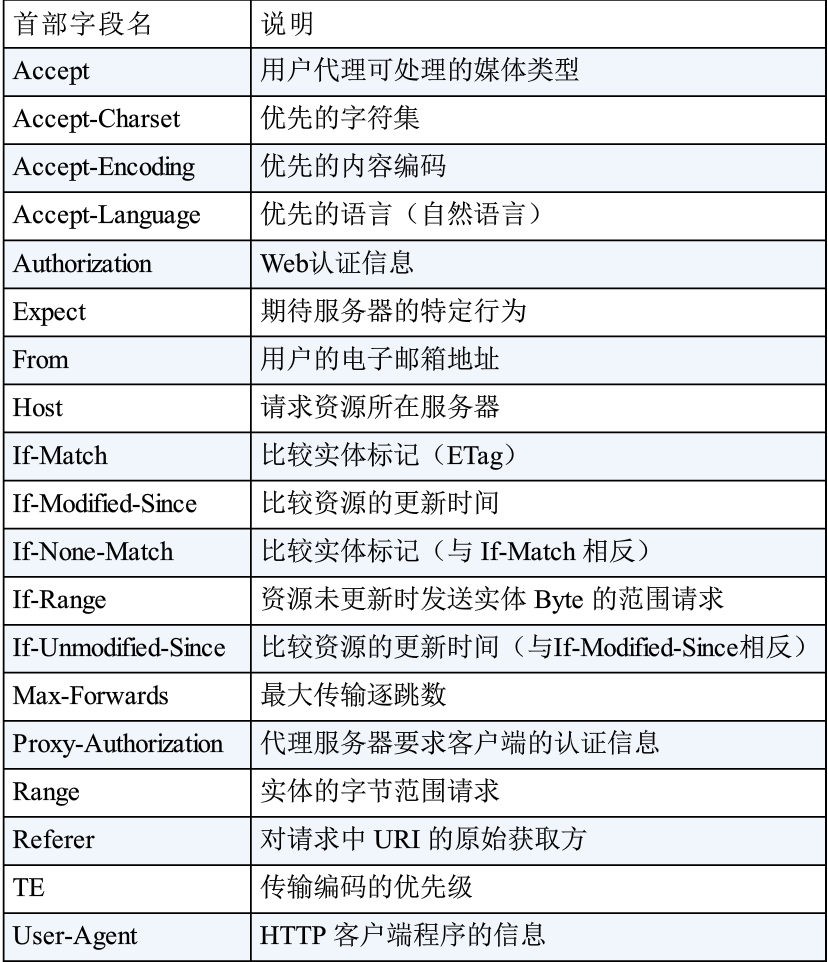 首部字段名 说明
Accept 用户代理可处理的媒体类型
Accept-Charset 优先的字符集
Accept-Encoding 优先的内容编码
Accept-Language 优先的语言（自然语言）
Authorization Web认证信息
Expect 期待服务器的特定行为
From 用户的电子邮箱地址
Host 请求资源所在服务器
If-Match 比较实体标记（ETag）
If-Modified-Since 比较资源的更新时间
If-None-Match 比较实体标记（与 If-Match 相反）
If-Range 资源未更新时发送实体 Byte 的范围请求
If-Unmodified-Since 比较资源的更新时间（与If-Modified-Since相反）
Max-Forwards 最大传输逐跳数
Proxy-Authorization 代理服务器要求客户端的认证信息
Range 实体的字节范围请求
Referer 对请求中 URI 的原始获取方
TE 传输编码的优先级
User-Agent HTTP 客户端程序的信息